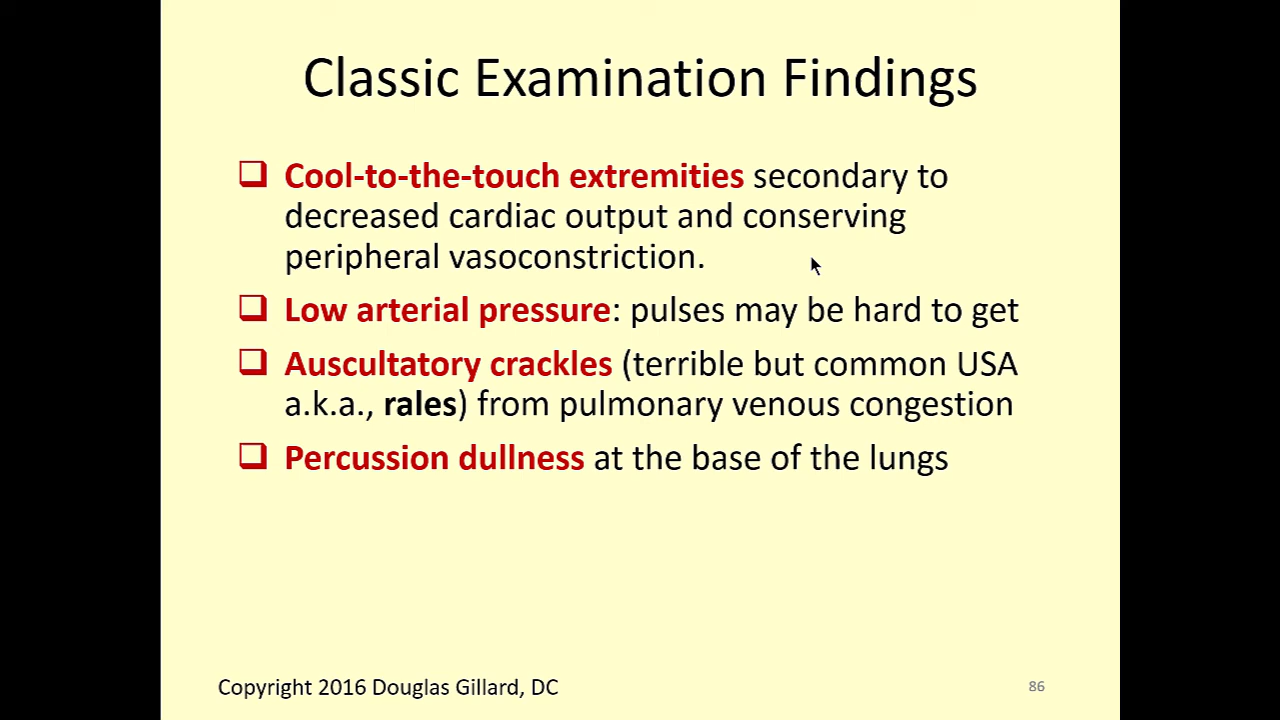 Classic Examination Findings
Cool-to-the-touch extremities secondary to
decreased cardiac output and conserving
peripheral vasoconstriction.
Low arterial pressure: pulses may be hard to get
Auscultatory crackles (terrible but common USA
a.k.a., rales) from pulmonary venous congestion
Percussion dullness at the base of the lungs
Copyright 2016 Douglas Gillard, DC
86